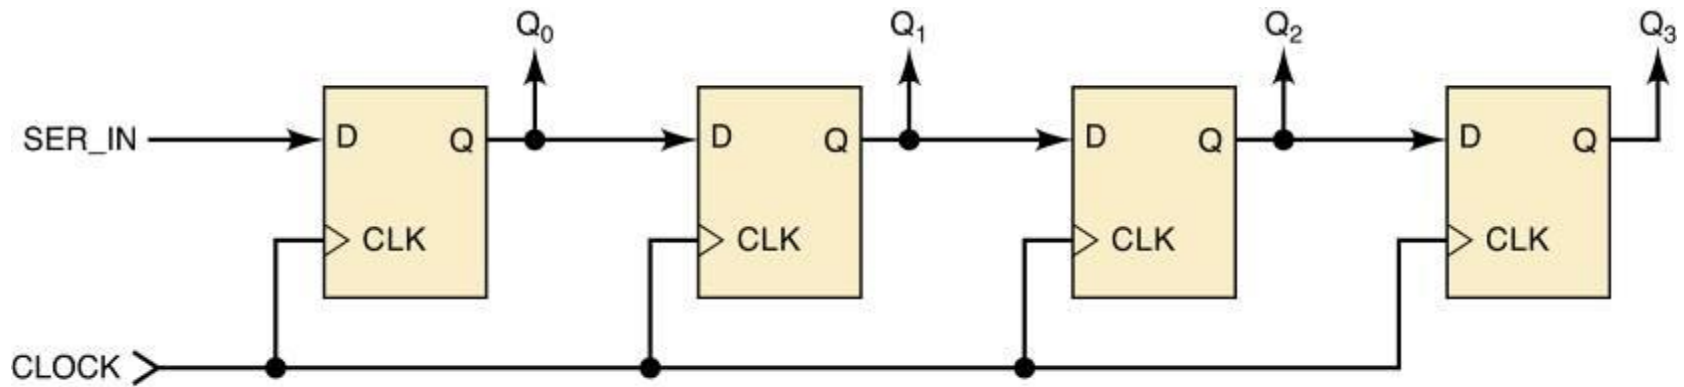 Q₀ Q₁ Q₂ Q₃
SER_IN D Q D Q D Q D Q
CLK CLK CLK CLK
CLOCK